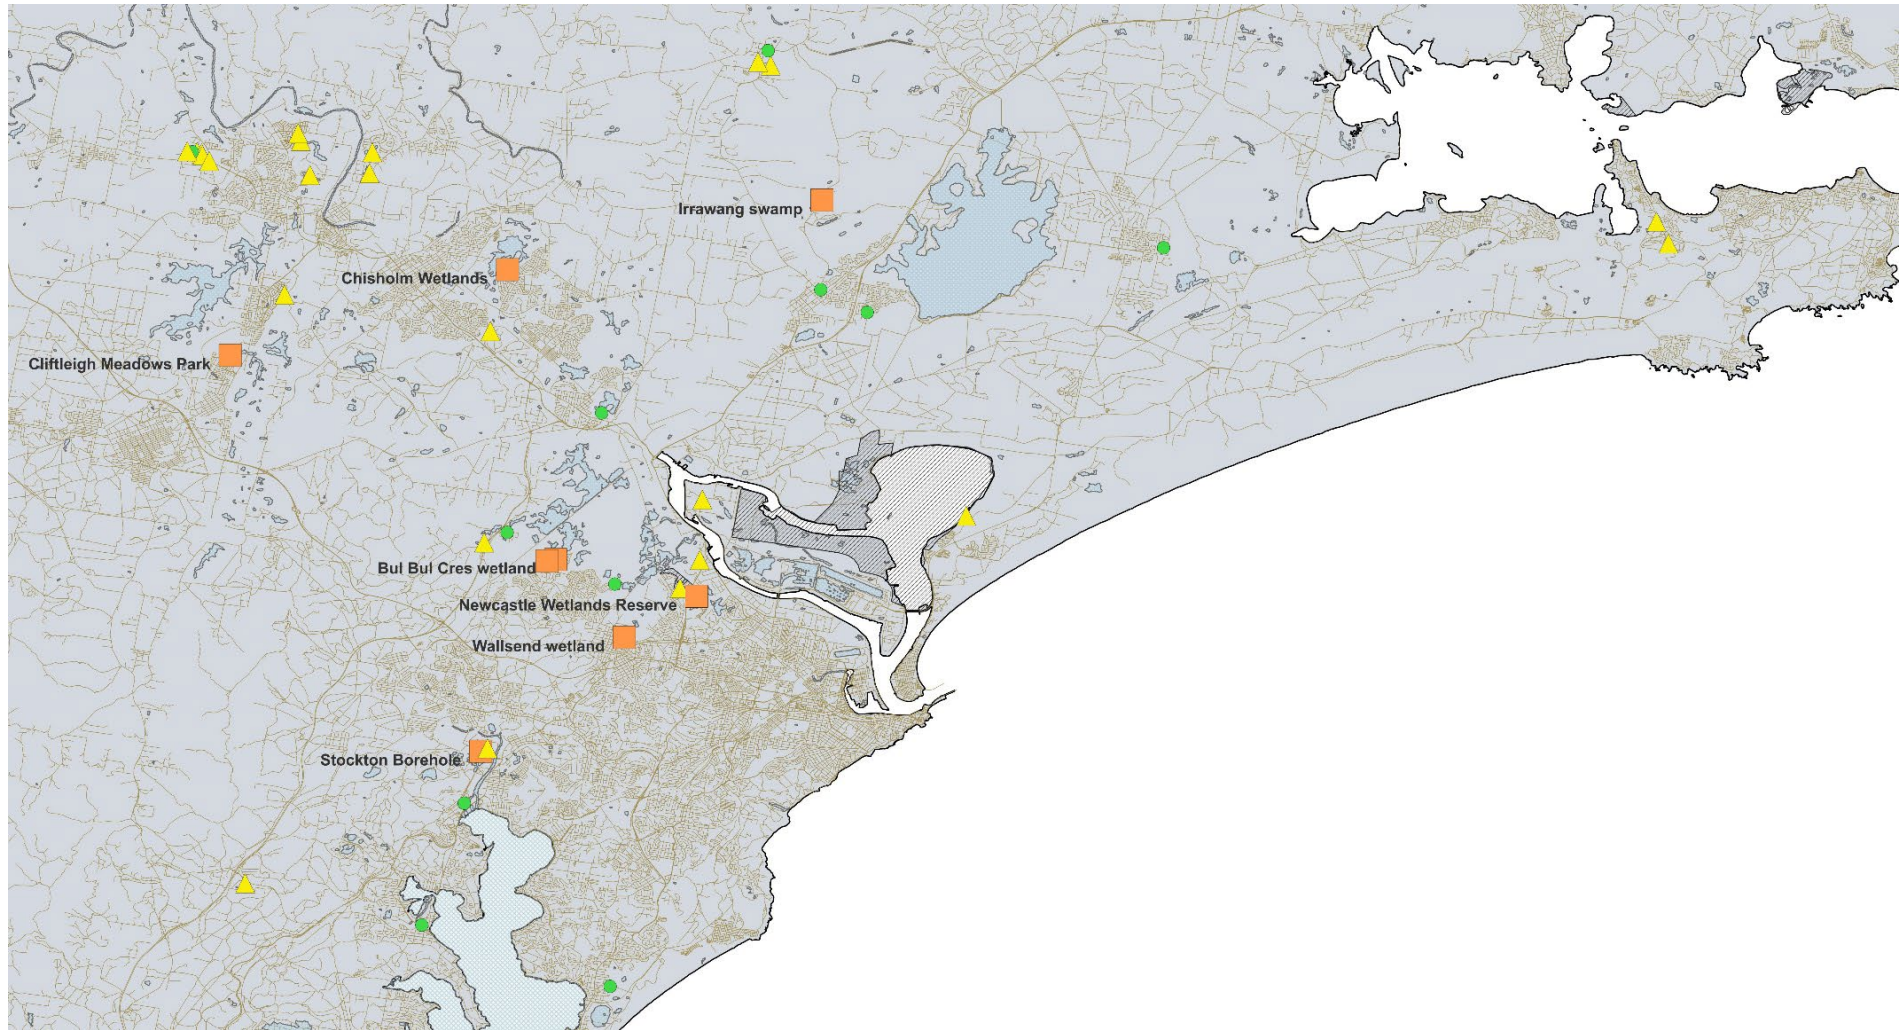 Irrawang swamp
Chisholm Wetlands
Cliftleigh Meadows Park
Bul Bul Cres wetland
Newcastle Wetlands Reserve
Wallsend wetland
Stockton Borehole